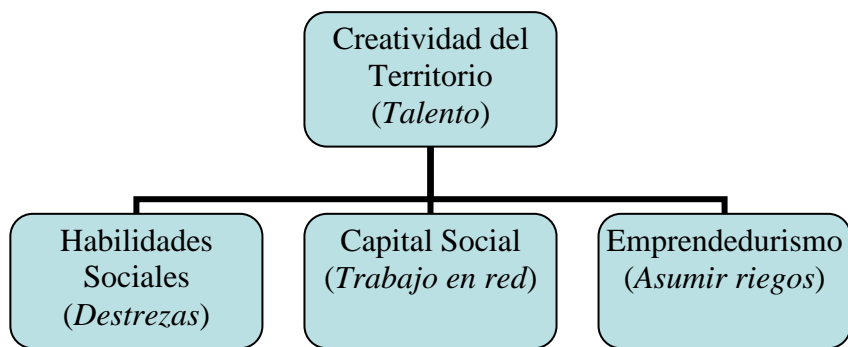 Creatividad del
Territorio
(Talento)
Habilidades
Sociales
(Destrezas)
Capital Social
(Trabajo en red)
Emprendedurismo
(Asumir riegos)